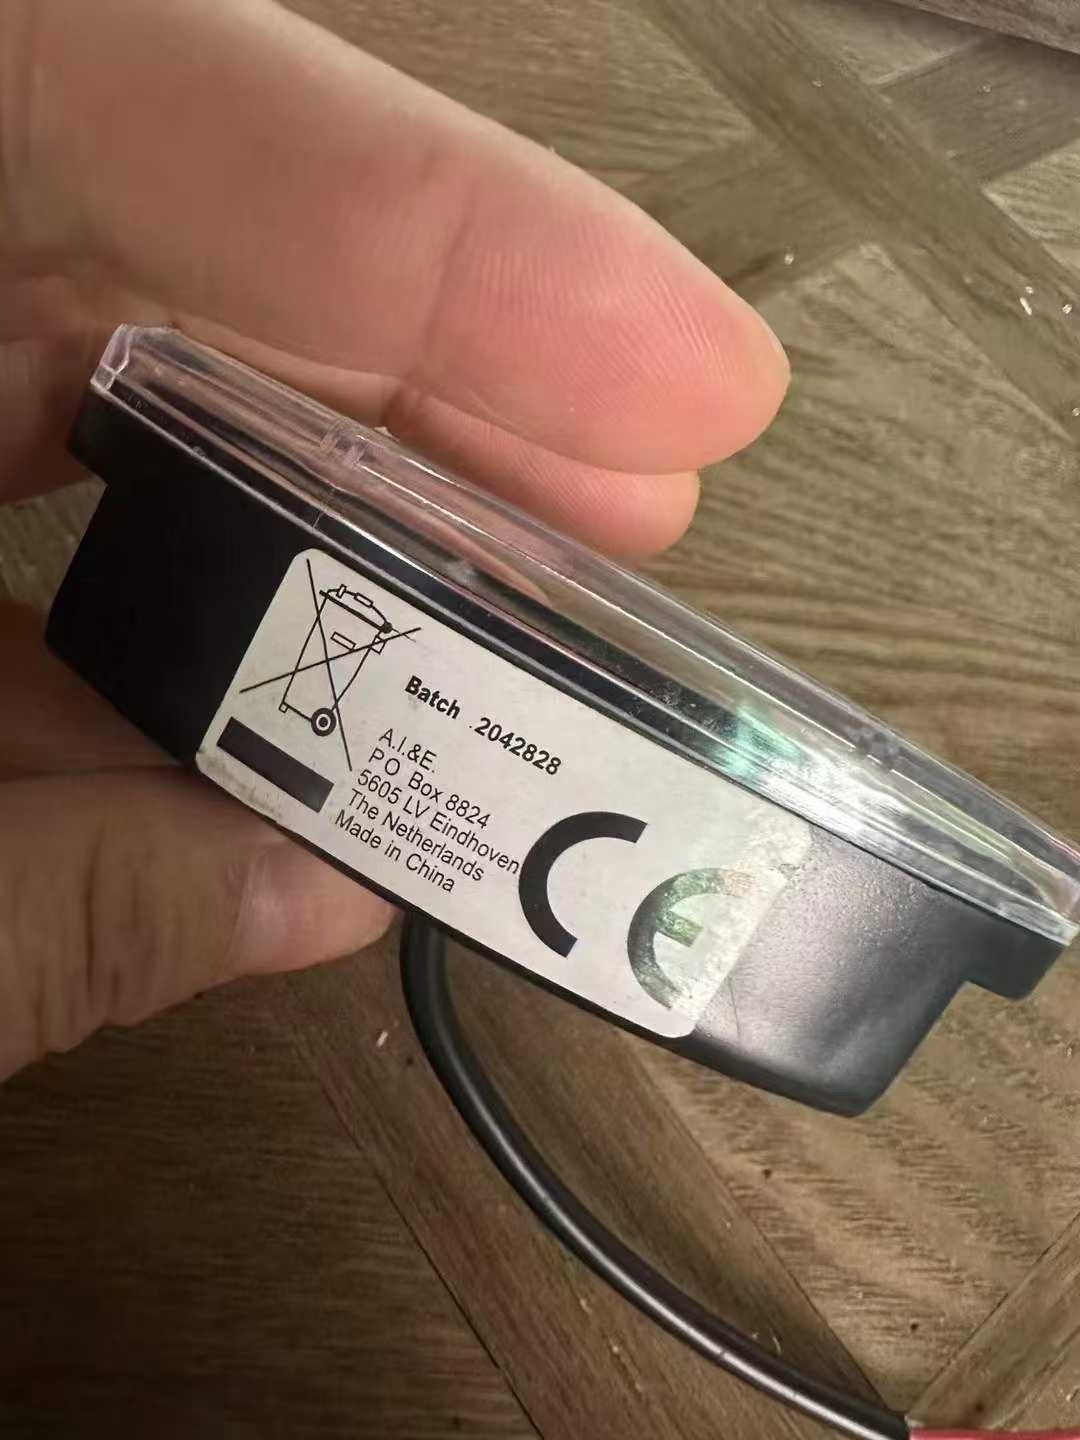 Batch 2042828
A.I.&E.
P.O. Box 8824
5605 LV Eindhoven
The Netherlands
Made in China
CE